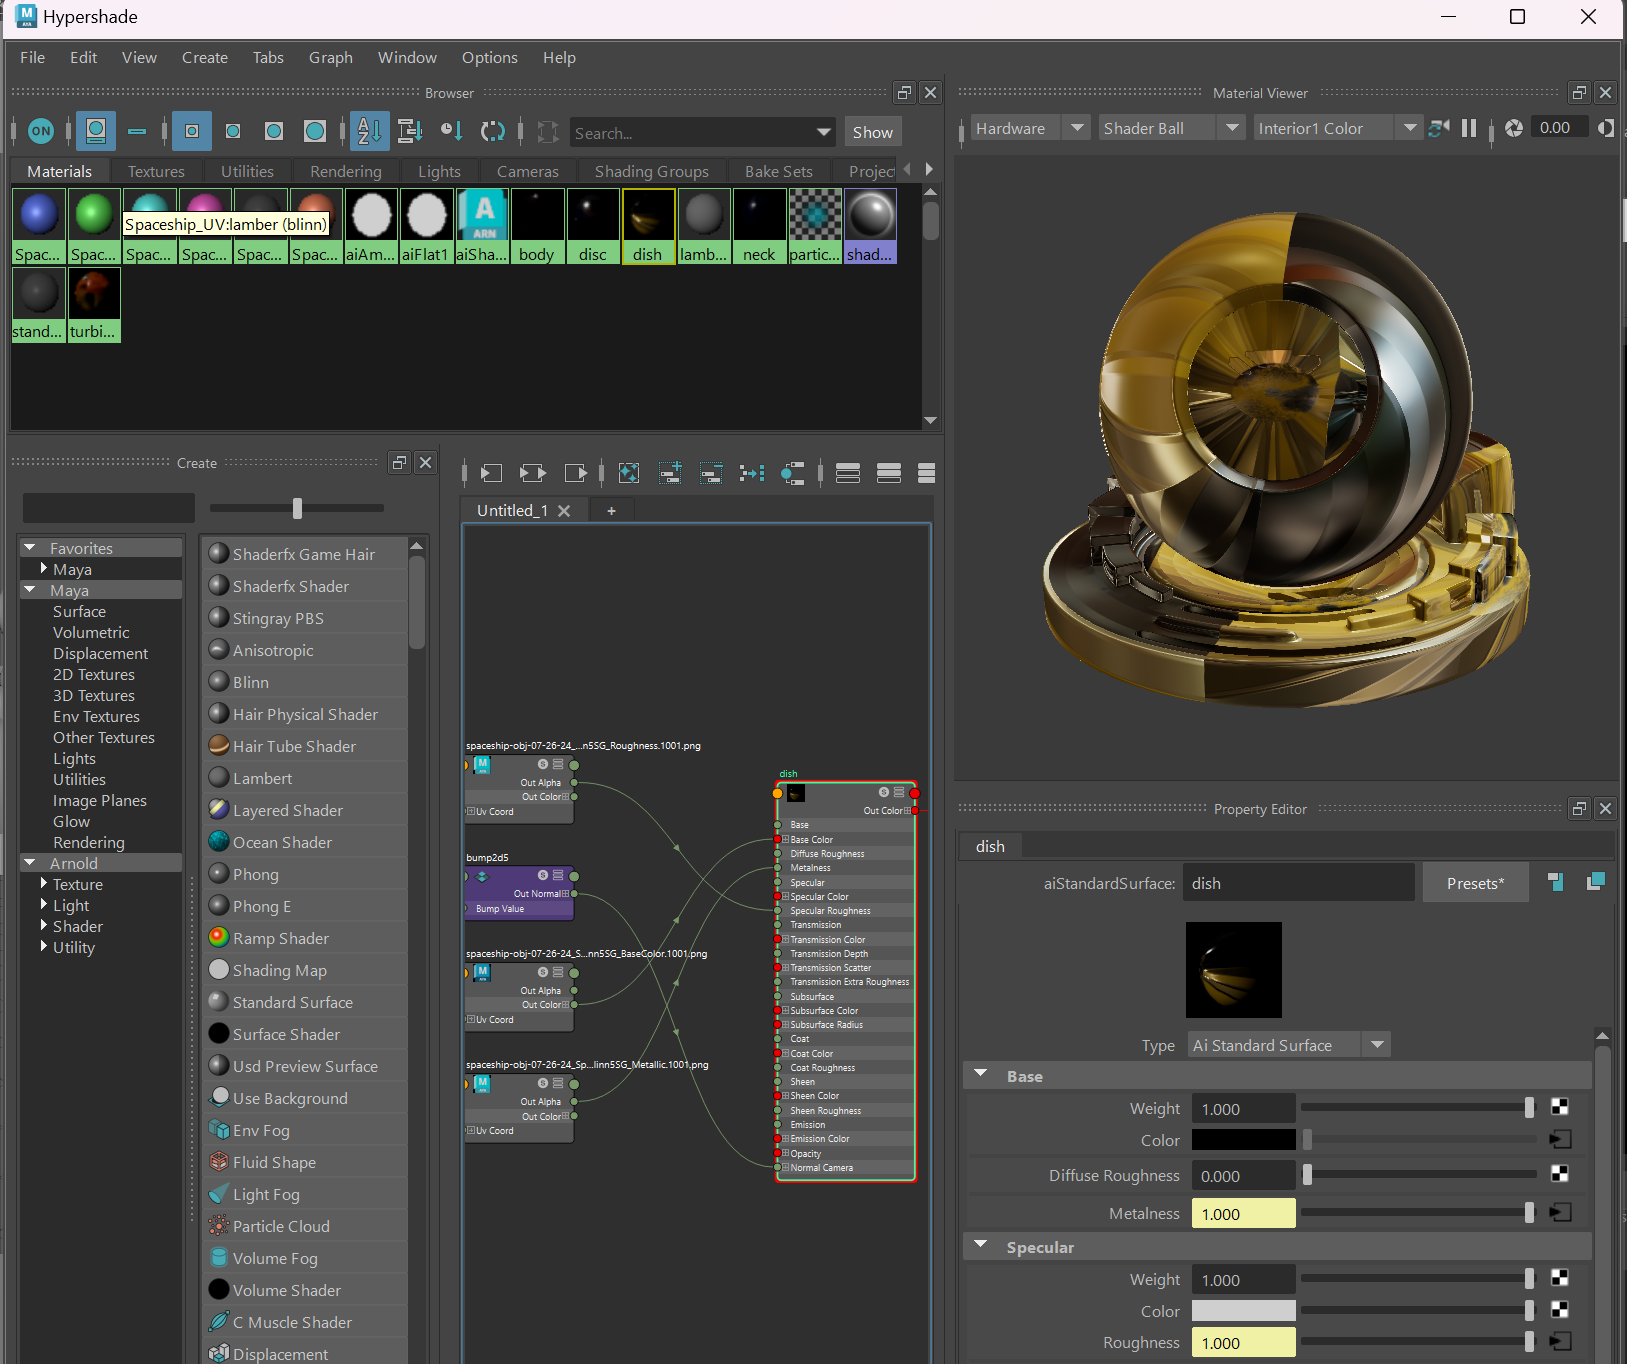 Hypershade
File Edit View Create Tabs Graph Window Options Help
Browser
ON
Search...
Show
Materials Textures Utilities Rendering Lights Cameras Shading Groups Bake Sets Project
Spaceship_UV:lamber (blinn)
Spac... Spac... Spac... Spac... Spac... Spac... aiAm... aiFlat1 aiSha... body disc dish lamb... neck partic... shad...
A
ARN
stand... turbi...
Create
Favorites
Maya
Maya
Surface
Volumetric
Displacement
2D Textures
3D Textures
Env Textures
Other Textures
Lights
Utilities
Image Planes
Glow
Rendering
Arnold
Texture
Light
Shader
Utility
Shaderfx Game Hair
Shaderfx Shader
Stingray PBS
Anisotropic
Blinn
Hair Physical Shader
Hair Tube Shader
Lambert
Layered Shader
Ocean Shader
Phong
Phong E
Ramp Shader
Shading Map
Standard Surface
Surface Shader
Usd Preview Surface
Use Background
Env Fog
Fluid Shape
Light Fog
Particle Cloud
Volume Fog
Volume Shader
C Muscle Shader
Displacement
Untitled_1
+
spaceship-obj-07-26-24_...n5SG_Roughness.1001.png
Out Alpha
Out Color
Uv Coord
bump2d5
Out Normal
Bump Value
spaceship-obj-07-26-24_S...nn5SG_BaseColor.1001.png
Out Alpha
Out Color
Uv Coord
spaceship-obj-07-26-24_Sp...linn5SG_Metallic.1001.png
Out Alpha
Out Color
Uv Coord
dish
Out Color
Base
Base Color
Diffuse Roughness
Metalness
Specular
Specular Color
Specular Roughness
Transmission
Transmission Color
Transmission Depth
Transmission Scatter
Transmission Extra Roughness
Subsurface
Subsurface Color
Subsurface Radius
Coat
Coat Color
Coat Roughness
Sheen
Sheen Color
Sheen Roughness
Emission
Emission Color
Opacity
Normal Camera
Material Viewer
Hardware Shader Ball Interior1 Color 0.00
Property Editor
dish
aiStandardSurface: dish Presets*
Type Ai Standard Surface
Base
Weight 1.000
Color
Diffuse Roughness 0.000
Metalness 1.000
Specular
Weight 1.000
Color
Roughness 1.000